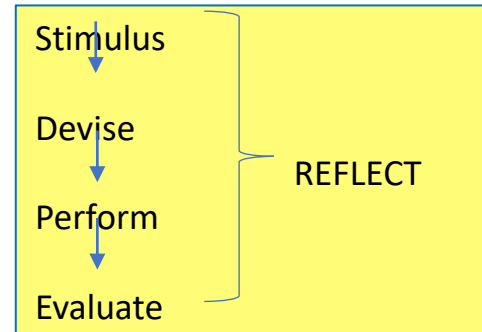 Stimulus
Devise
REFLECT
Perform
Evaluate